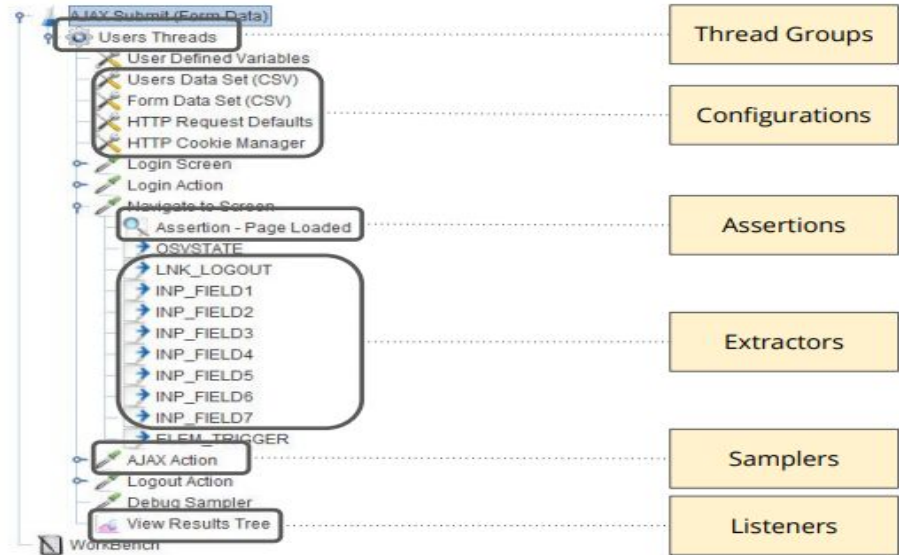 AJAX Submit (Form Data)
Users Threads
Thread Groups
User Defined Variables
Users Data Set (CSV)
Form Data Set (CSV)
Configurations
HTTP Request Defaults
HTTP Cookie Manager
Login Screen
Login Action
Navigate to Screen
Assertion - Page Loaded
Assertions
OSVSTATE
LNK_LOGOUT
INP_FIELD1
INP_FIELD2
INP_FIELD3
Extractors
INP_FIELD4
INP_FIELD5
INP_FIELD6
INP_FIELD7
ELEM_TRIGGER
AJAX Action
Samplers
Logout Action
Debug Sampler
View Results Tree
Listeners
WorkBench